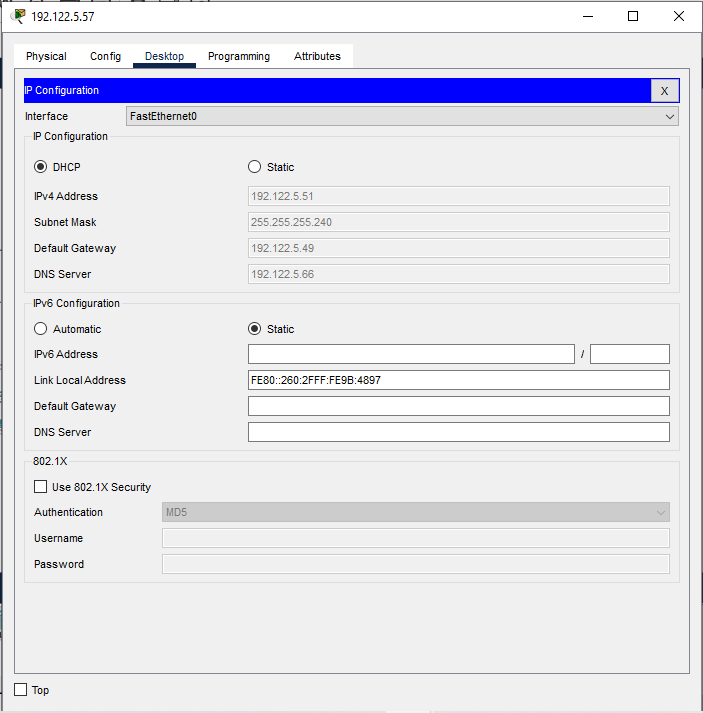 192.122.5.57
Physical Config Desktop Programming Attributes
IP Configuration X
Interface FastEthernet0
IP Configuration
DHCP Static
IPv4 Address 192.122.5.51
Subnet Mask 255.255.255.240
Default Gateway 192.122.5.49
DNS Server 192.122.5.66
IPv6 Configuration
Automatic Static
IPv6 Address /
Link Local Address FE80::260:2FFF:FE9B:4897
Default Gateway
DNS Server
802.1X
Use 802.1X Security
Authentication MD5
Username
Password
Top